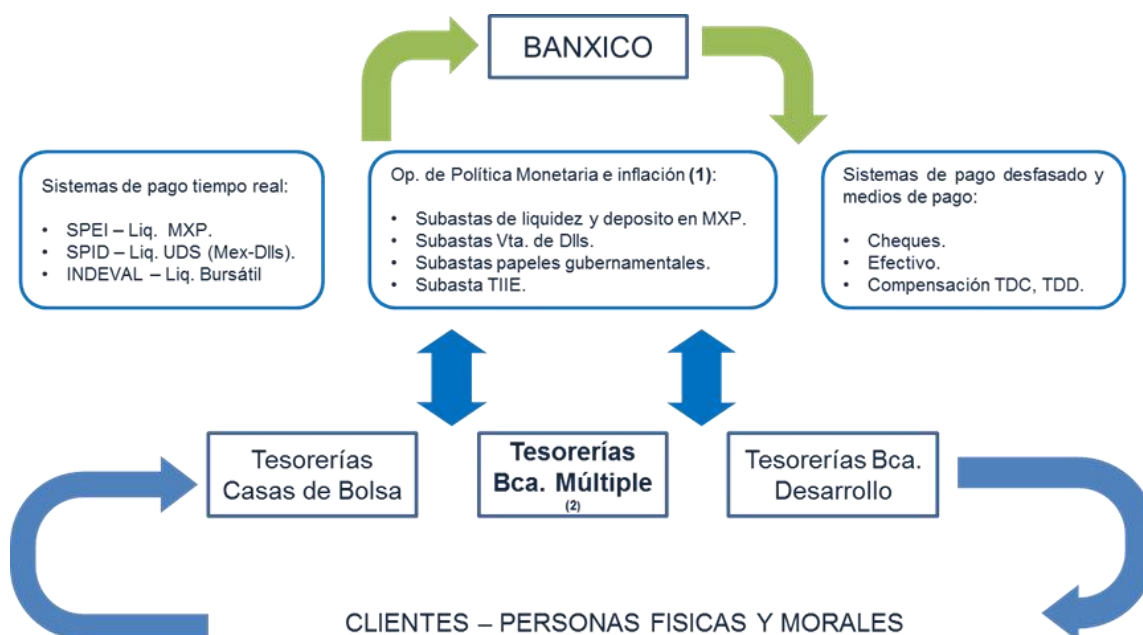 BANXICO
Sistemas de pago tiempo real:
• SPEI – Liq. MXP.
• SPID – Liq. UDS (Mex-Dlls).
• INDEVAL – Liq. Bursátil
Op. de Política Monetaria e inflación (1):
• Subastas de liquidez y deposito en MXP.
• Subastas Vta. de Dlls.
• Subastas papeles gubernamentales.
• Subasta TIIE.
Sistemas de pago desfasado y
medios de pago:
• Cheques.
• Efectivo.
• Compensación TDC, TDD.
Tesorerías
Casas de Bolsa
Tesorerías
Bca. Múltiple
(2)
Tesorerías Bca.
Desarrollo
CLIENTES – PERSONAS FISICAS Y MORALES